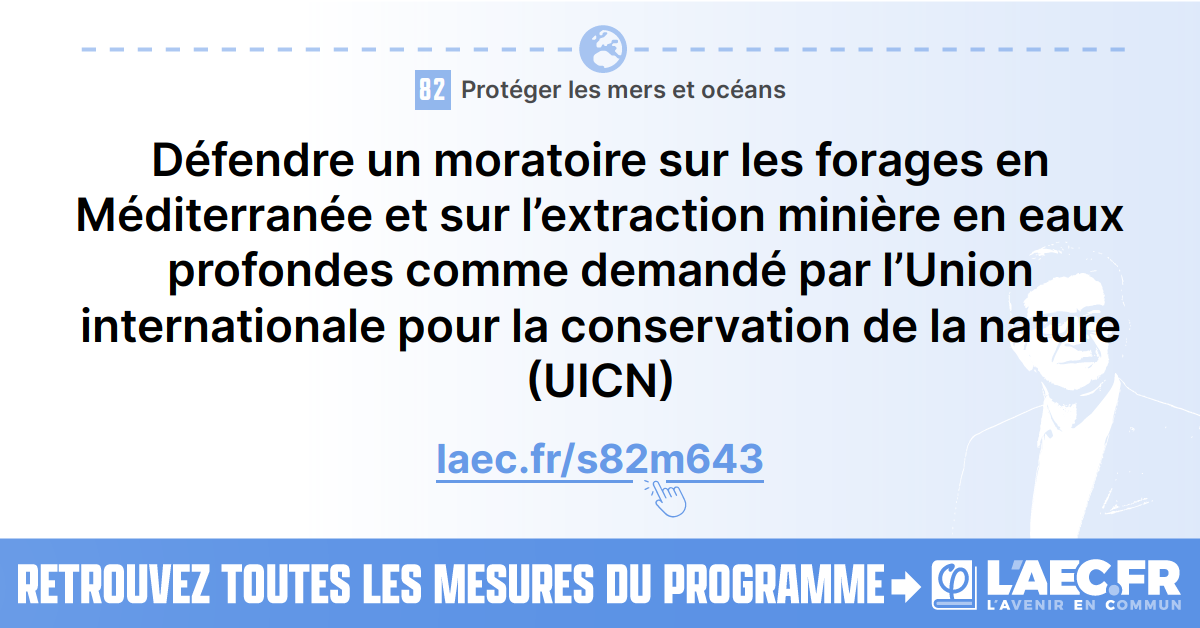 82 Protéger les mers et océans
Défendre un moratoire sur les forages en
Méditerranée et sur l’extraction minière en eaux
profondes comme demandé par l’Union
internationale pour la conservation de la nature
(UICN)
laec.fr/s82m643
RETROUVEZ TOUTES LES MESURES DU PROGRAMME
L'AEC.FR
L'AVENIR EN COMMUN